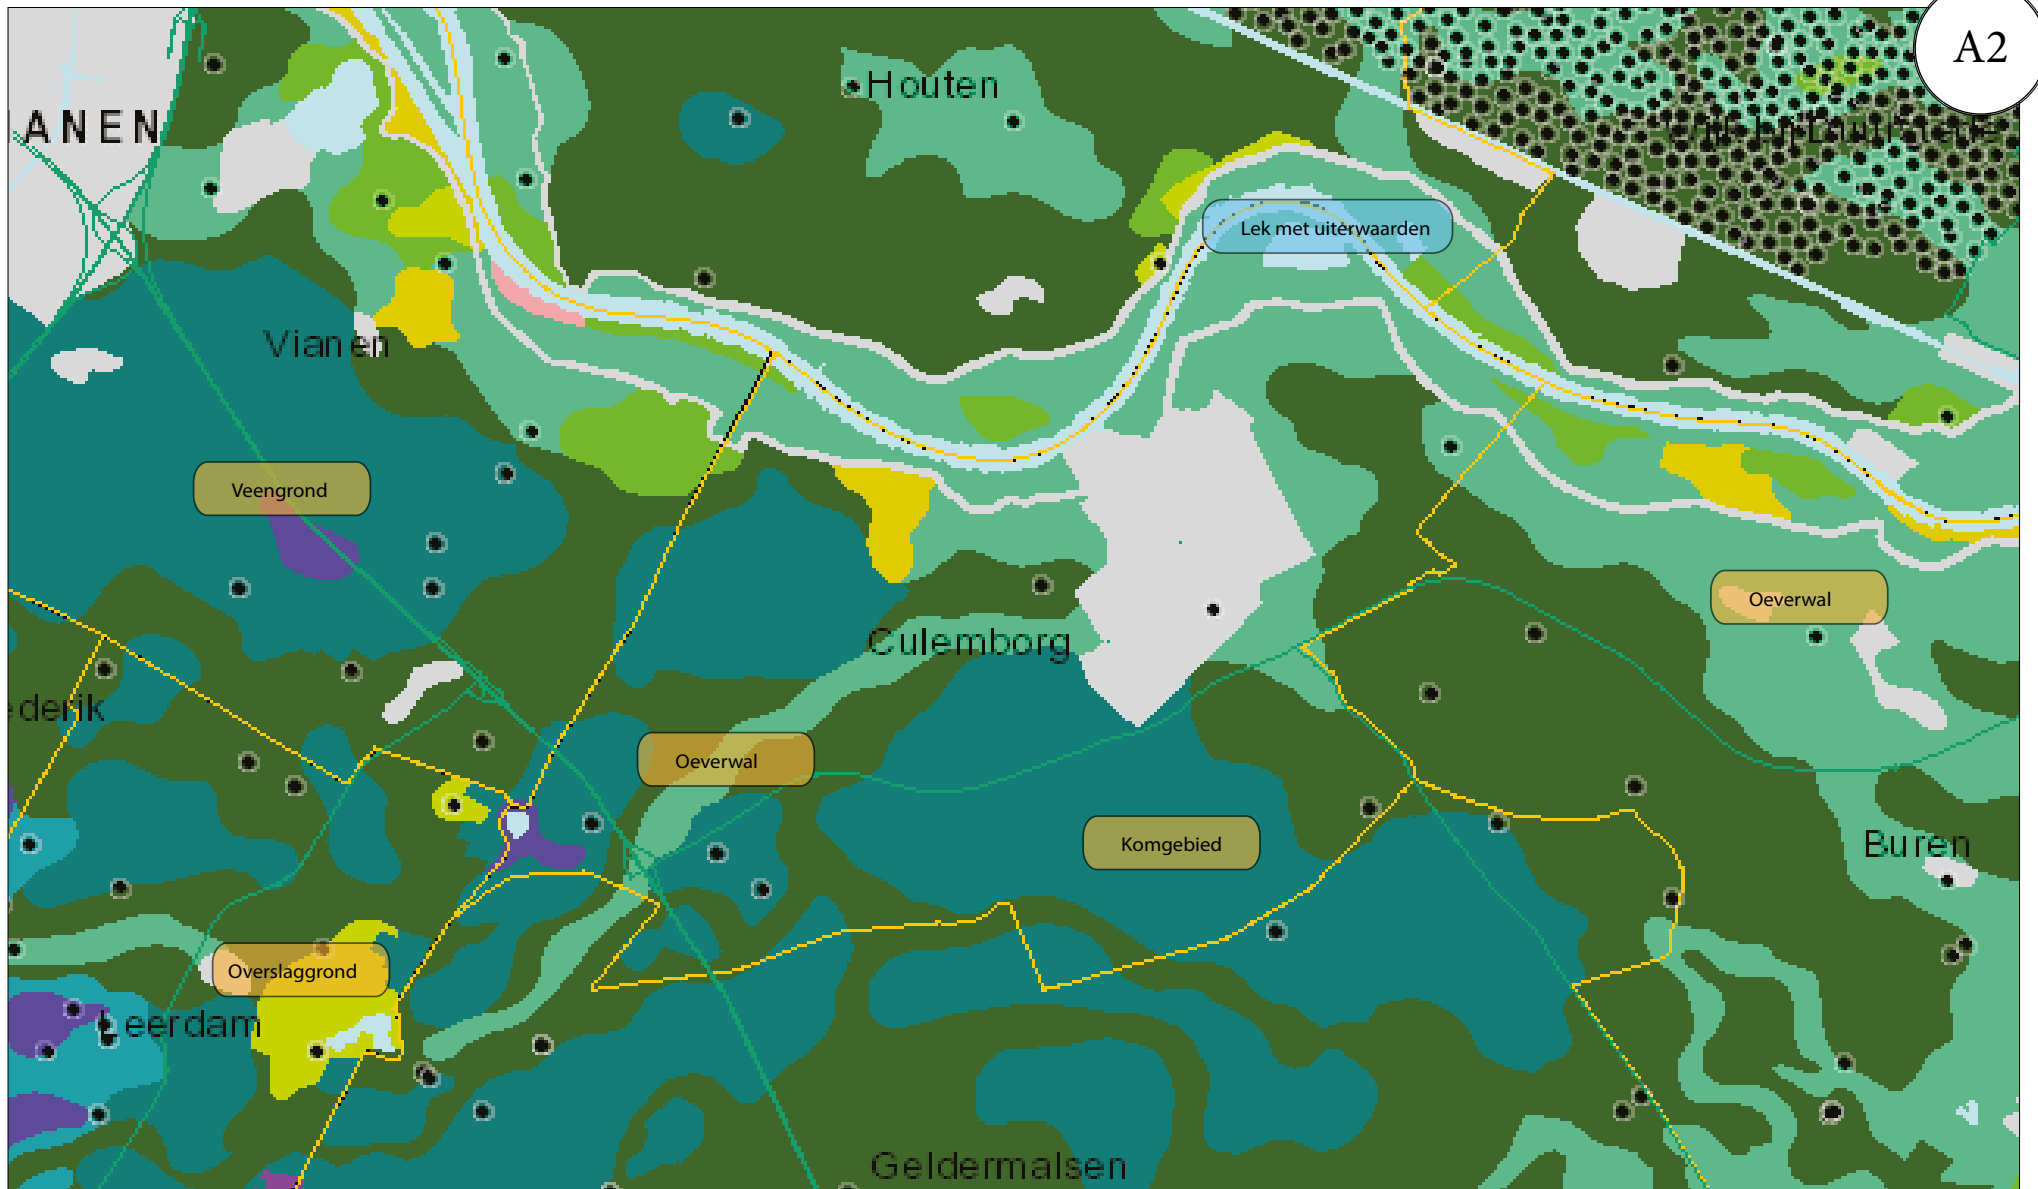 A2
Houten
ANEN
Lek met uiterwaarden
Vianen
Veengrond
Oeverwal
Culemborg
derik
Oeverwal
Komgebied
Buren
Overslaggrond
Leerdam
Geldermalsen